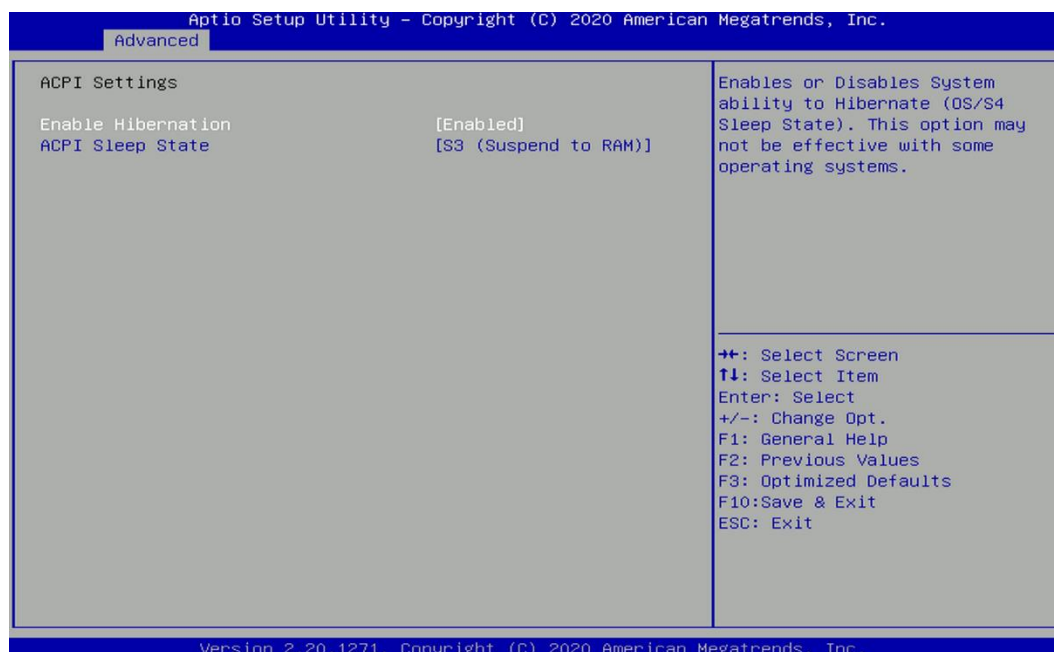 Aptio Setup Utility – Copyright (C) 2020 American Megatrends, Inc.
Advanced
ACPI Settings
Enable Hibernation [Enabled]
ACPI Sleep State [S3 (Suspend to RAM)]
Enables or Disables System
ability to Hibernate (OS/S4
Sleep State). This option may
not be effective with some
operating systems.
→←: Select Screen
↑↓: Select Item
Enter: Select
+/-: Change Opt.
F1: General Help
F2: Previous Values
F3: Optimized Defaults
F10:Save & Exit
ESC: Exit
Version 2.20.1271. Copyright (C) 2020 American Megatrends, Inc.